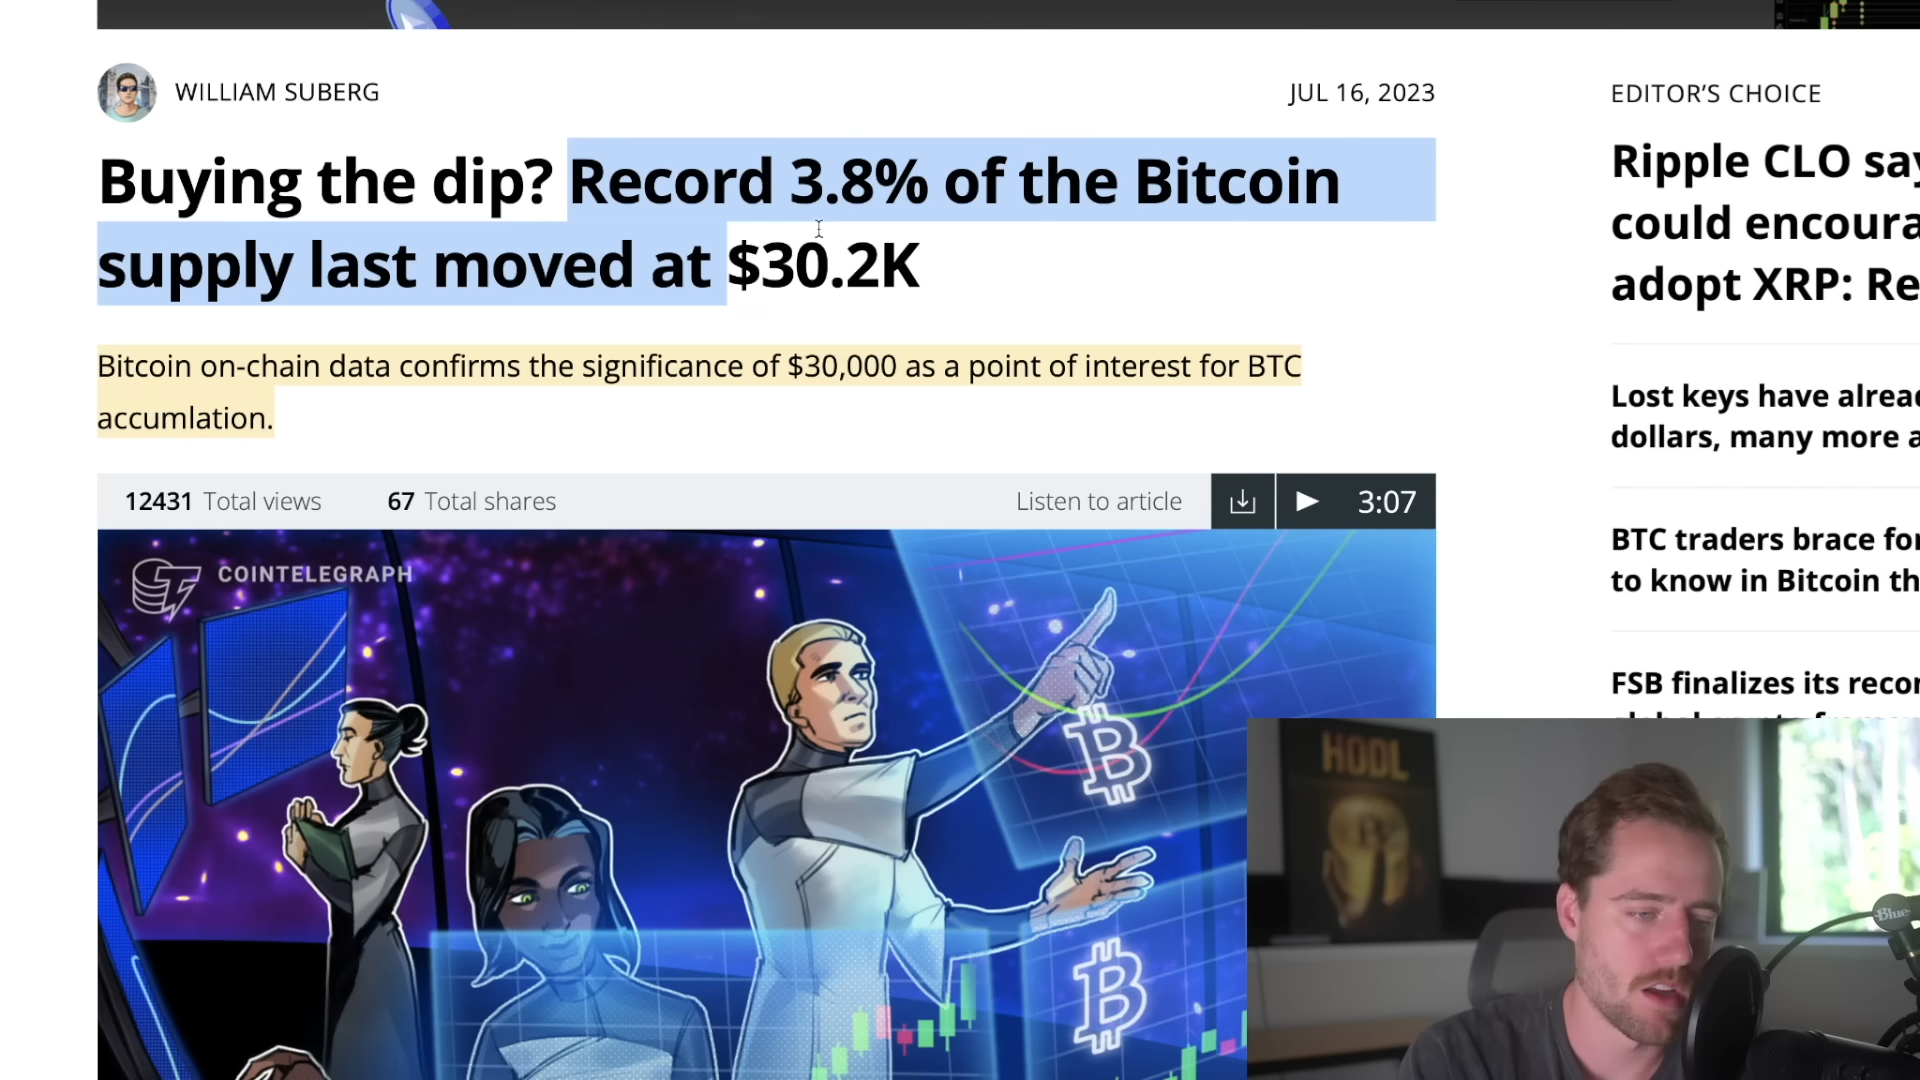 WILLIAM SUBERG
JUL 16, 2023
Buying the dip? Record 3.8% of the Bitcoin
supply last moved at $30.2K
Bitcoin on-chain data confirms the significance of $30,000 as a point of interest for BTC
accumlation.
12431 Total views 67 Total shares Listen to article 3:07
COINTELEGRAPH
EDITOR'S CHOICE
Ripple CLO say
could encoura
adopt XRP: Re
Lost keys have alread
dollars, many more a
BTC traders brace for
to know in Bitcoin th
FSB finalizes its recon
HODL
Blue